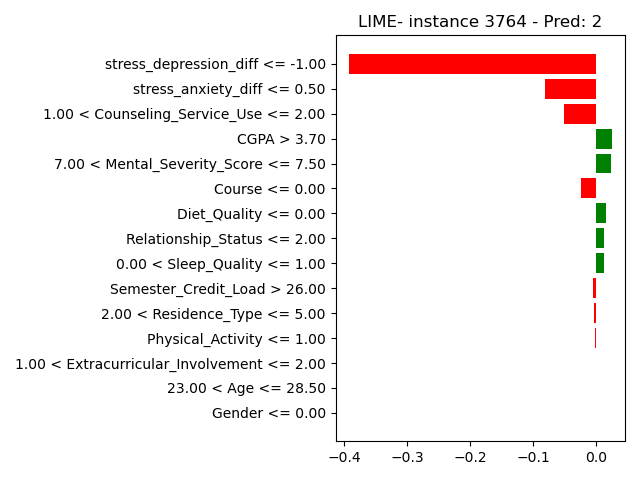 LIME- instance 3764 - Pred: 2
stress_depression_diff <= -1.00
stress_anxiety_diff <= 0.50
1.00 < Counseling_Service_Use <= 2.00
CGPA > 3.70
7.00 < Mental_Severity_Score <= 7.50
Course <= 0.00
Diet_Quality <= 0.00
Relationship_Status <= 2.00
0.00 < Sleep_Quality <= 1.00
Semester_Credit_Load > 26.00
2.00 < Residence_Type <= 5.00
Physical_Activity <= 1.00
1.00 < Extracurricular_Involvement <= 2.00
23.00 < Age <= 28.50
Gender <= 0.00
−0.4 −0.3 −0.2 −0.1 0.0